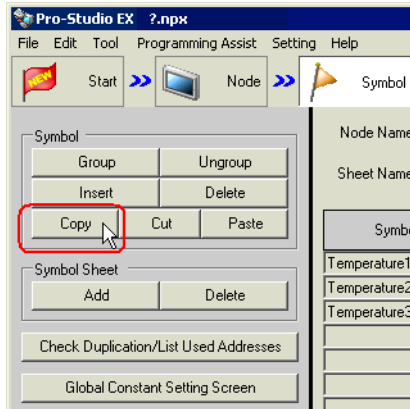 Pro-Studio EX ?.npx
File Edit Tool Programming Assist Setting Help
NEW Start Node Symbol
Symbol
Group Ungroup
Insert Delete
Copy Cut Paste
Symbol Sheet
Add Delete
Check Duplication/List Used Addresses
Global Constant Setting Screen
Node Name
Sheet Name
Symbo
Temperature1
Temperature2
Temperature3